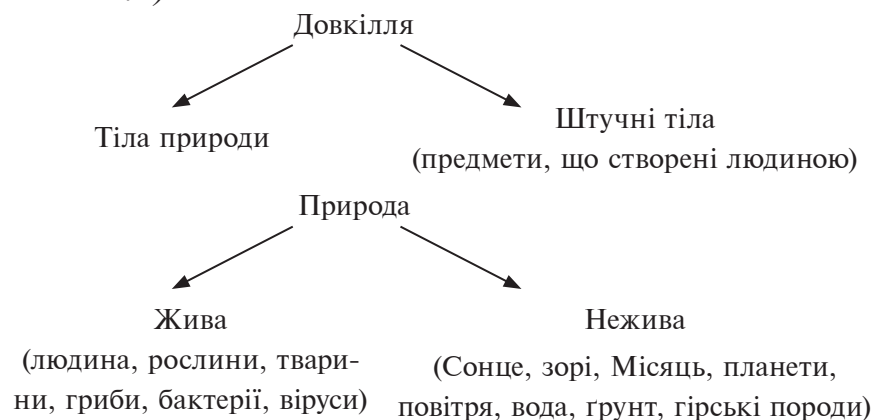 Довкілля
Тіла природи
Штучні тіла
(предмети, що створені людиною)
Природа
Жива
(людина, рослини, твари-
ни, гриби, бактерії, віруси)
Нежива
(Сонце, зорі, Місяць, планети,
повітря, вода, ґрунт, гірські породи)